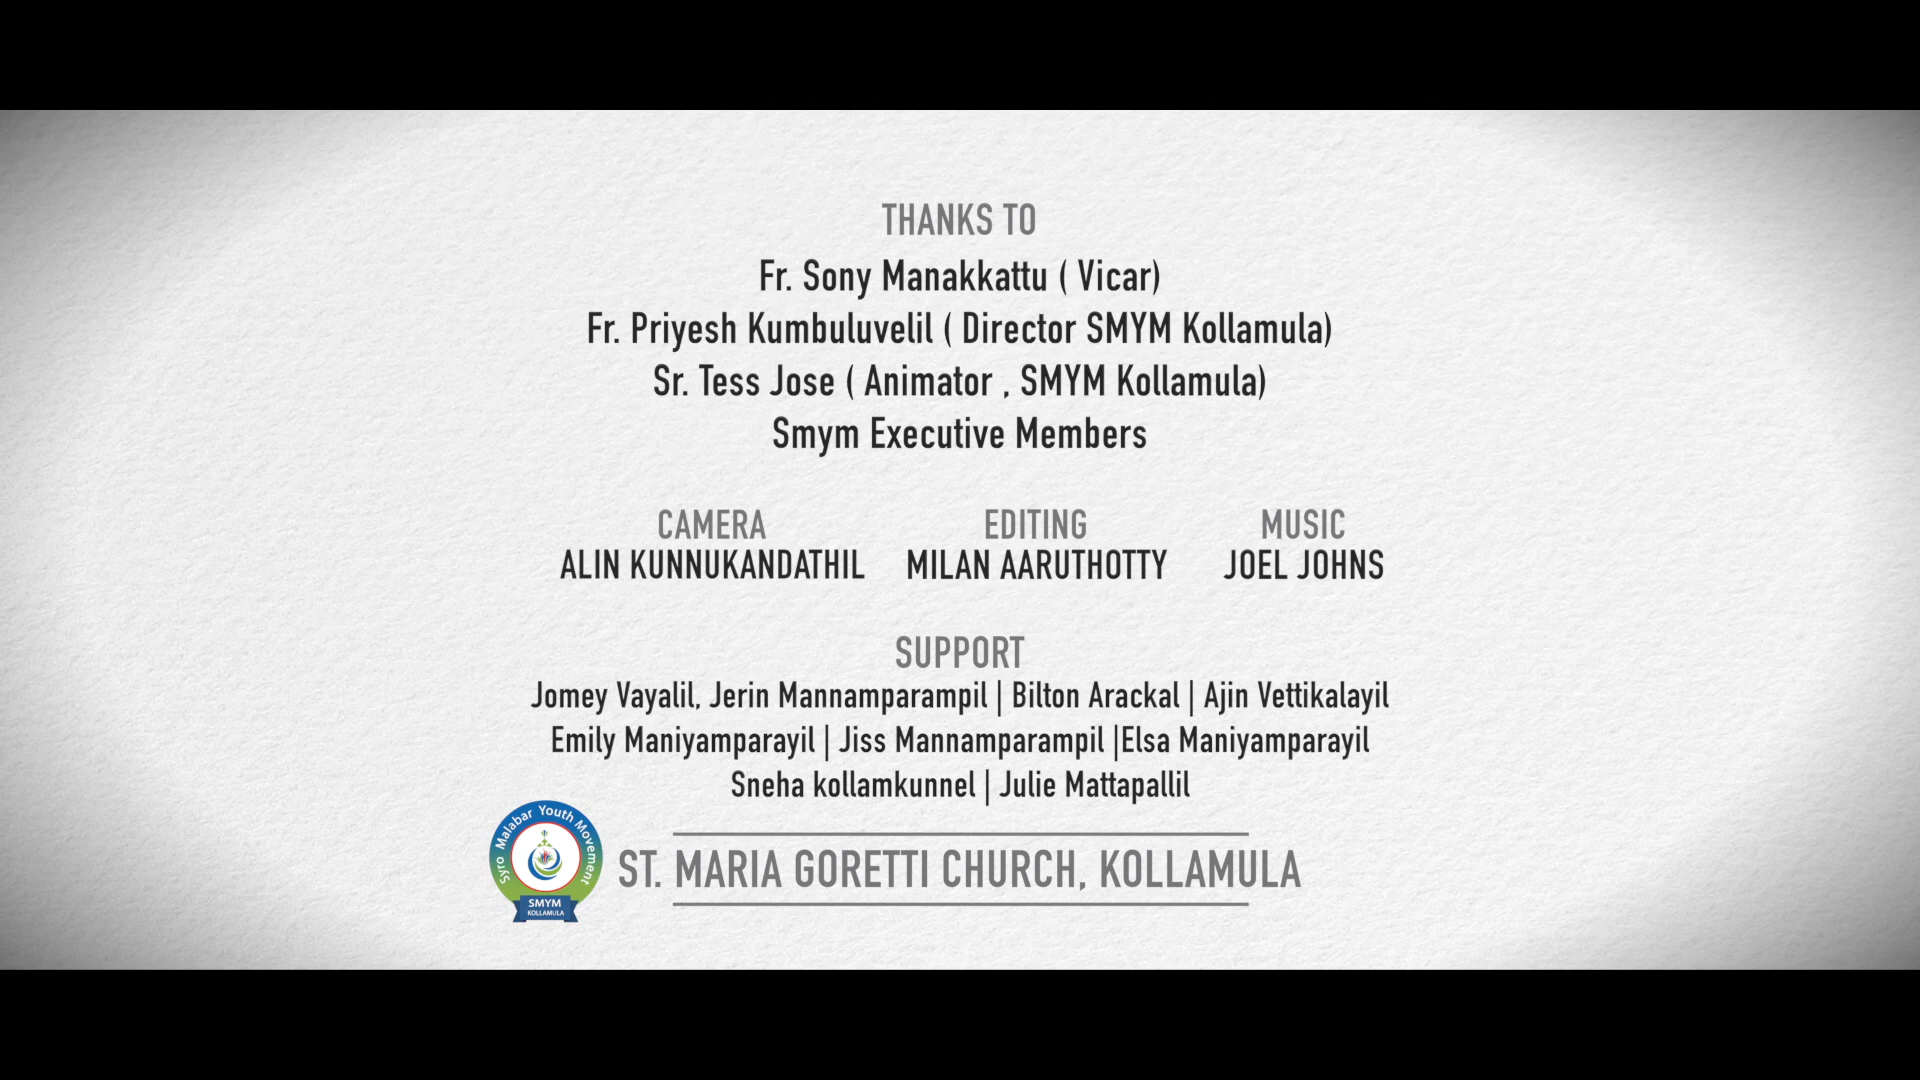 THANKS TO
Fr. Sony Manakkattu ( Vicar)
Fr. Priyesh Kumbuluvelil ( Director SMYM Kollamula)
Sr. Tess Jose ( Animator , SMYM Kollamula)
Smym Executive Members
CAMERA EDITING MUSIC
ALIN KUNNUKANDATHIL MILAN AARUTHOTTY JOEL JOHNS
SUPPORT
Jomey Vayalil, Jerin Mannamparampil | Bilton Arackal | Ajin Vettikalayil
Emily Maniyamparayil | Jiss Mannamparampil |Elsa Maniyamparayil
Sneha kollamkunnel | Julie Mattapallil
Syro Malabar Youth Movement
SMYM
KOLLAMULA
ST. MARIA GORETTI CHURCH, KOLLAMULA